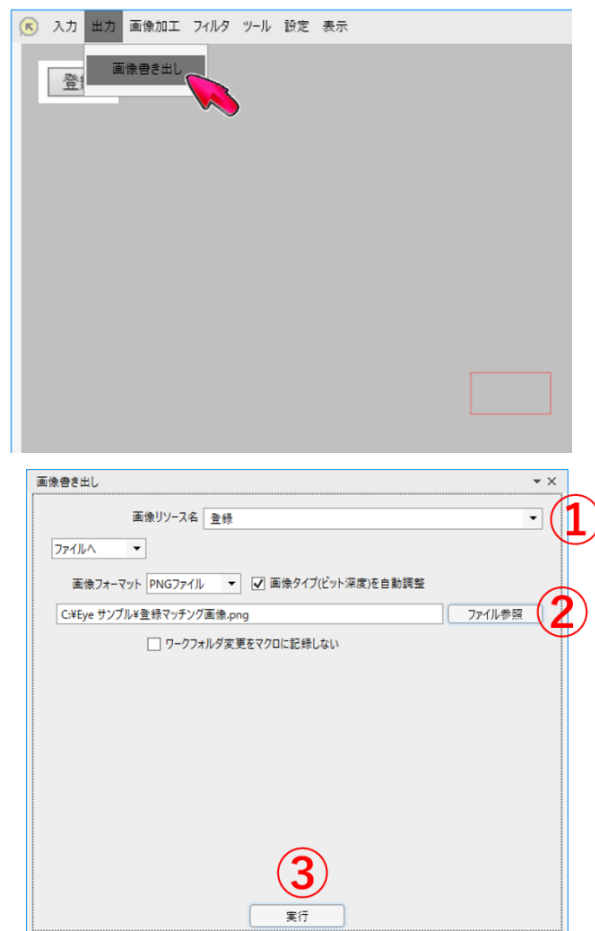 入力 出力 画像加工 フィルタ ツール 設定 表示
画像書き出し
登
画像書き出し
画像リソース名 登録
①
ファイルへ
画像フォーマット PNGファイル 画像タイプ(ビット深度)を自動調整
C:¥Eye サンプル¥登録マッチング画像.png ファイル参照
②
ワークフォルダ変更をマクロに記録しない
③
実行